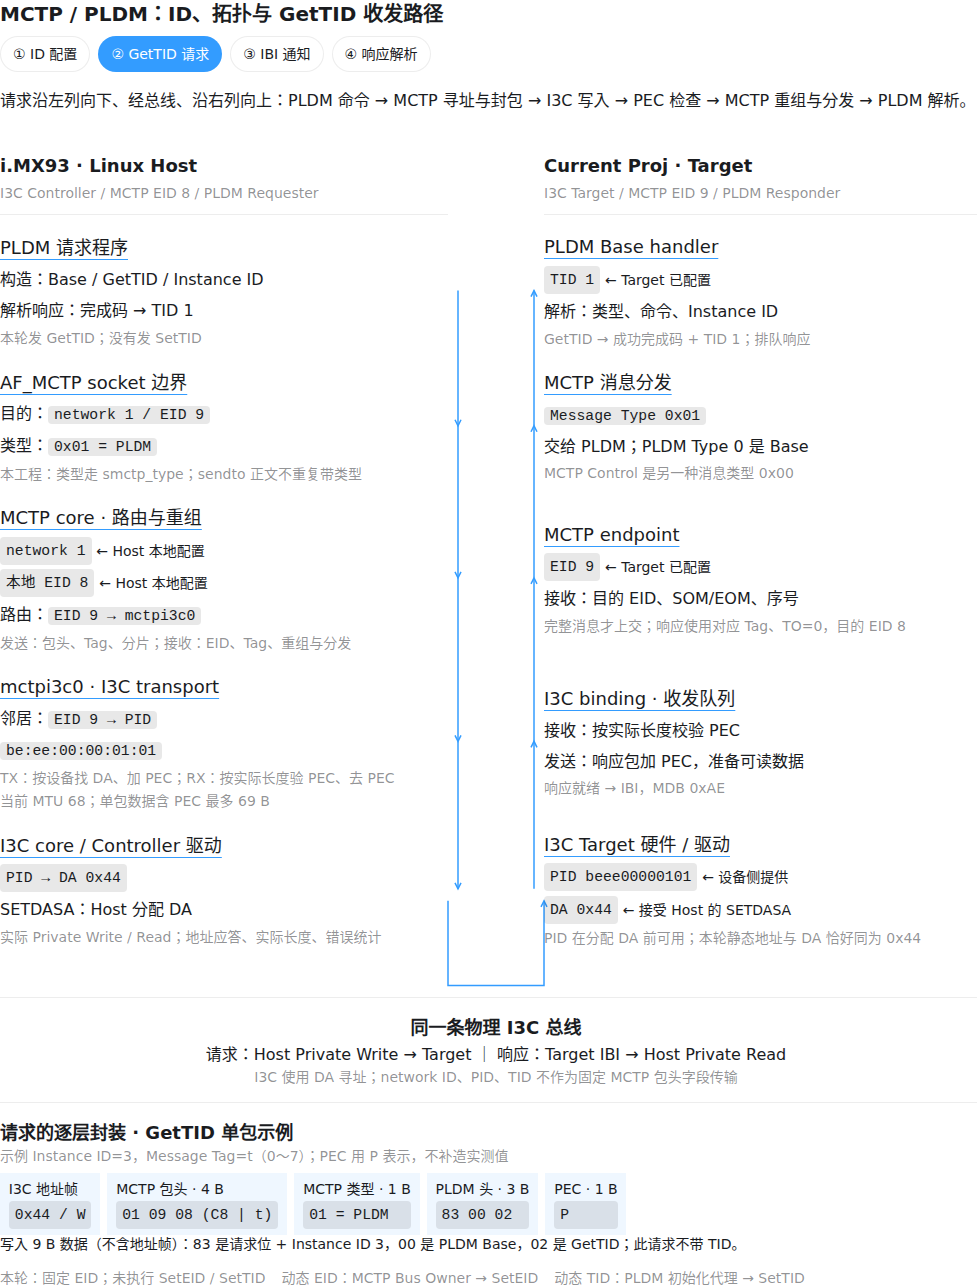 MCTP / PLDM：ID、拓扑与 GetTID 收发路径
① ID 配置
② GetTID 请求
③ IBI 通知
④ 响应解析
请求沿左列向下、经总线、沿右列向上：PLDM 命令 → MCTP 寻址与封包 → I3C 写入 → PEC 检查 → MCTP 重组与分发 → PLDM 解析。
i.MX93 · Linux Host
I3C Controller / MCTP EID 8 / PLDM Requester
PLDM 请求程序
构造：Base / GetTID / Instance ID
解析响应：完成码 → TID 1
本轮发 GetTID；没有发 SetTID
AF_MCTP socket 边界
目的：network 1 / EID 9
类型：0x01 = PLDM
本工程：类型走 smctp_type；sendto 正文不重复带类型
MCTP core · 路由与重组
network 1 ← Host 本地配置
本地 EID 8 ← Host 本地配置
路由：EID 9 → mctpi3c0
发送：包头、Tag、分片；接收：EID、Tag、重组与分发
mctpi3c0 · I3C transport
邻居：EID 9 → PID
be:ee:00:00:01:01
TX：按设备找 DA、加 PEC；RX：按实际长度验 PEC、去 PEC
当前 MTU 68；单包数据含 PEC 最多 69 B
I3C core / Controller 驱动
PID → DA 0x44
SETDASA：Host 分配 DA
实际 Private Write / Read；地址应答、实际长度、错误统计
Current Proj · Target
I3C Target / MCTP EID 9 / PLDM Responder
PLDM Base handler
TID 1 ← Target 已配置
解析：类型、命令、Instance ID
GetTID → 成功完成码 + TID 1；排队响应
MCTP 消息分发
Message Type 0x01
交给 PLDM；PLDM Type 0 是 Base
MCTP Control 是另一种消息类型 0x00
MCTP endpoint
EID 9 ← Target 已配置
接收：目的 EID、SOM/EOM、序号
完整消息才上交；响应使用对应 Tag、TO=0，目的 EID 8
I3C binding · 收发队列
接收：按实际长度校验 PEC
发送：响应包加 PEC，准备可读数据
响应就绪 → IBI，MDB 0xAE
I3C Target 硬件 / 驱动
PID beee00000101 ← 设备侧提供
DA 0x44 ← 接受 Host 的 SETDASA
PID 在分配 DA 前可用；本轮静态地址与 DA 恰好同为 0x44
同一条物理 I3C 总线
请求：Host Private Write → Target ｜ 响应：Target IBI → Host Private Read
I3C 使用 DA 寻址；network ID、PID、TID 不作为固定 MCTP 包头字段传输
请求的逐层封装 · GetTID 单包示例
示例 Instance ID=3，Message Tag=t（0～7）；PEC 用 P 表示，不补造实测值
I3C 地址帧
0x44 / W
MCTP 包头 · 4 B
01 09 08 (C8 | t)
MCTP 类型 · 1 B
01 = PLDM
PLDM 头 · 3 B
83 00 02
PEC · 1 B
P
写入 9 B 数据（不含地址帧）：83 是请求位 + Instance ID 3，00 是 PLDM Base，02 是 GetTID；此请求不带 TID。
本轮：固定 EID；未执行 SetEID / SetTID 动态 EID：MCTP Bus Owner → SetEID 动态 TID：PLDM 初始化代理 → SetTID